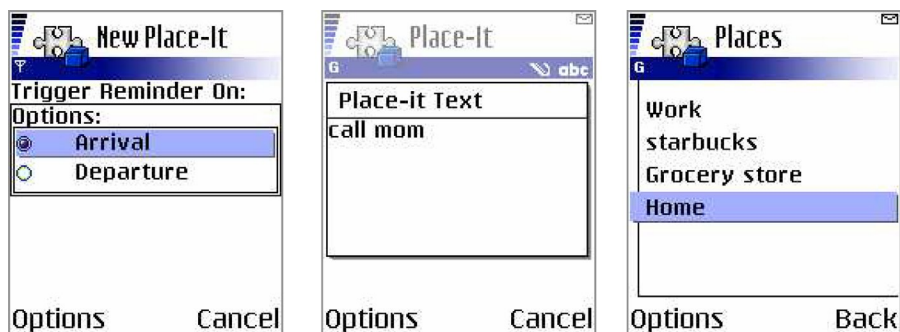 New Place-It
Trigger Reminder On:
Options:
Arrival
Departure
Options Cancel
Place-It
G abc
Place-it Text
call mom
Options Cancel
Places
G
Work
starbucks
Grocery store
Home
Options Back